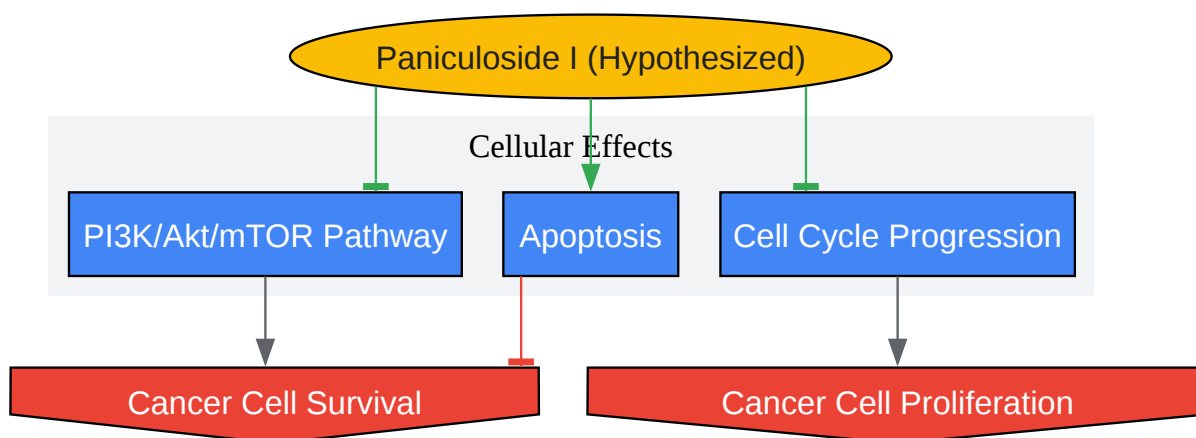 Paniculoside I (Hypothesized)
Cellular Effects
PI3K/Akt/mTOR Pathway
Apoptosis
Cell Cycle Progression
Cancer Cell Survival
Cancer Cell Proliferation